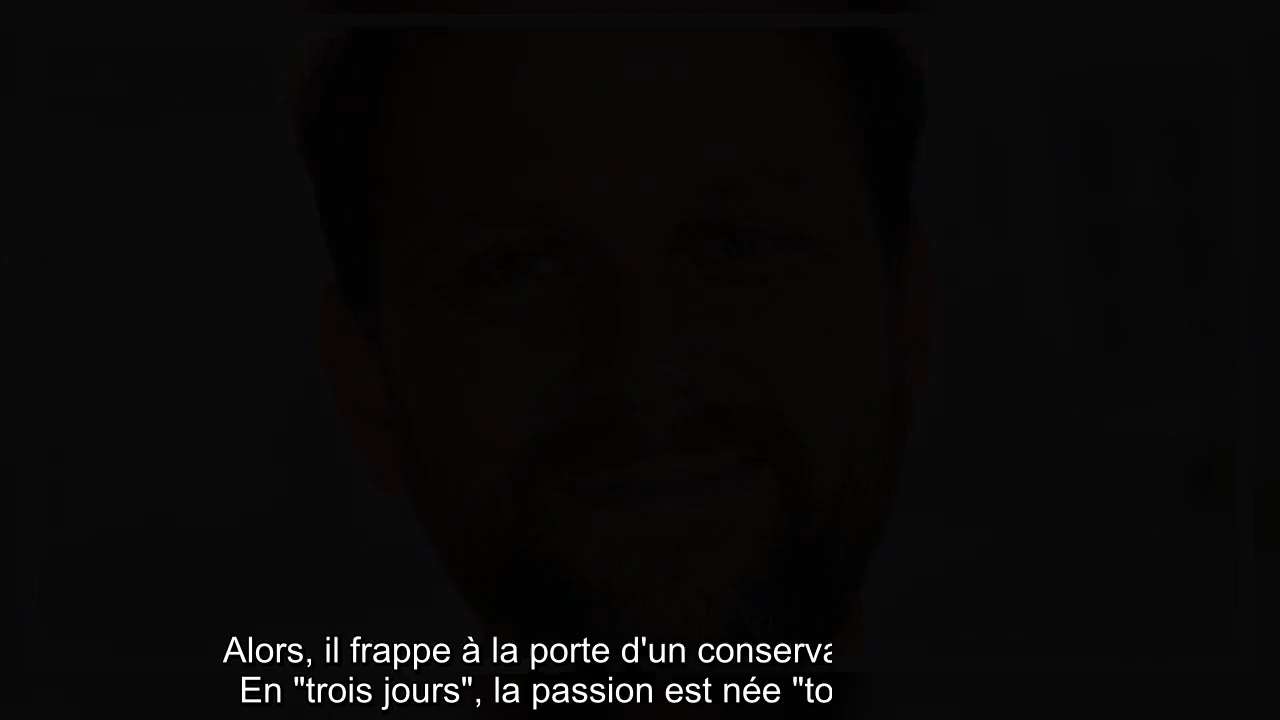 Alors, il frappe à la porte d'un conserva
En "trois jours", la passion est née "to